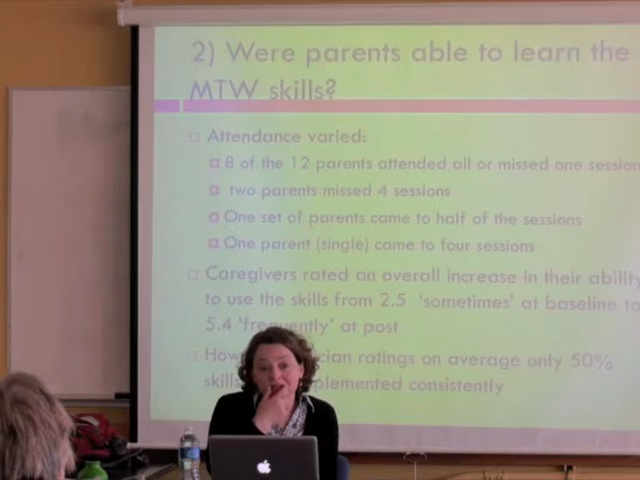 2) Were parents able to learn the
MTW skills?
Attendance varied:
8 of the 12 parents attended all or missed one session
two parents missed 4 sessions
One set of parents came to half of the sessions
One parent (single) came to four sessions
Caregivers rated an overall increase in their ability
to use the skills from 2.5 'sometimes' at baseline to
5.4 'frequently' at post
ratings on average only 50%
consistently